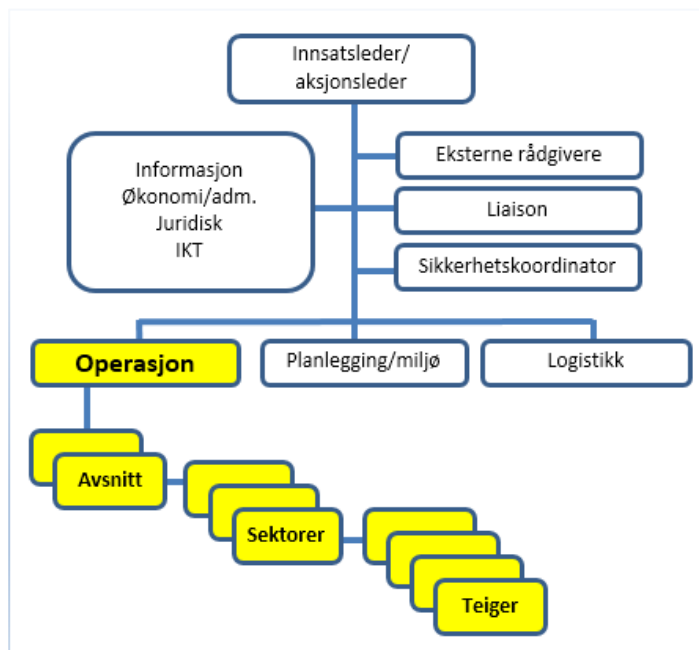 Innsatsleder/
aksjonsleder
Informasjon
Økonomi/adm.
Juridisk
IKT
Eksterne rådgivere
Liaison
Sikkerhetskoordinator
Operasjon
Planlegging/miljø
Logistikk
Avsnitt
Sektorer
Teiger